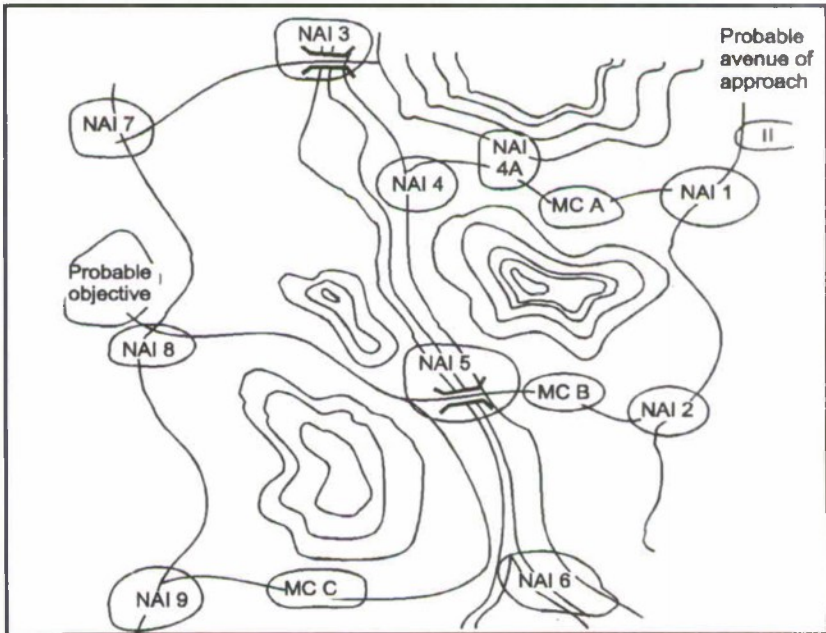 NAI 3
Probable
avenue of
approach
NAI 7
II
NAI
4A
NAI 4
MC A
NAI 1
Probable
objective
NAI 8
NAI 5
MC B
NAI 2
NAI 9
MC C
NAI 6